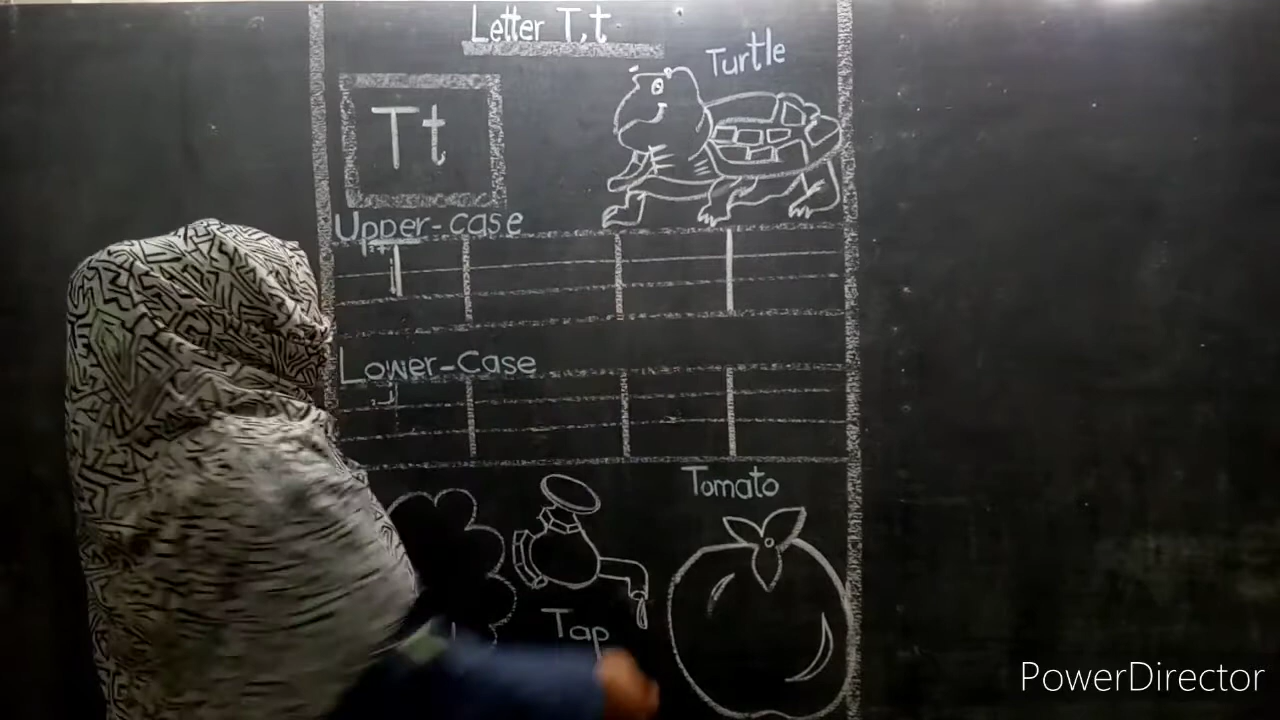 Letter T,t
Turtle
Tt
Upper-case
T
Lower-Case
Tomato
Tap
PowerDirector